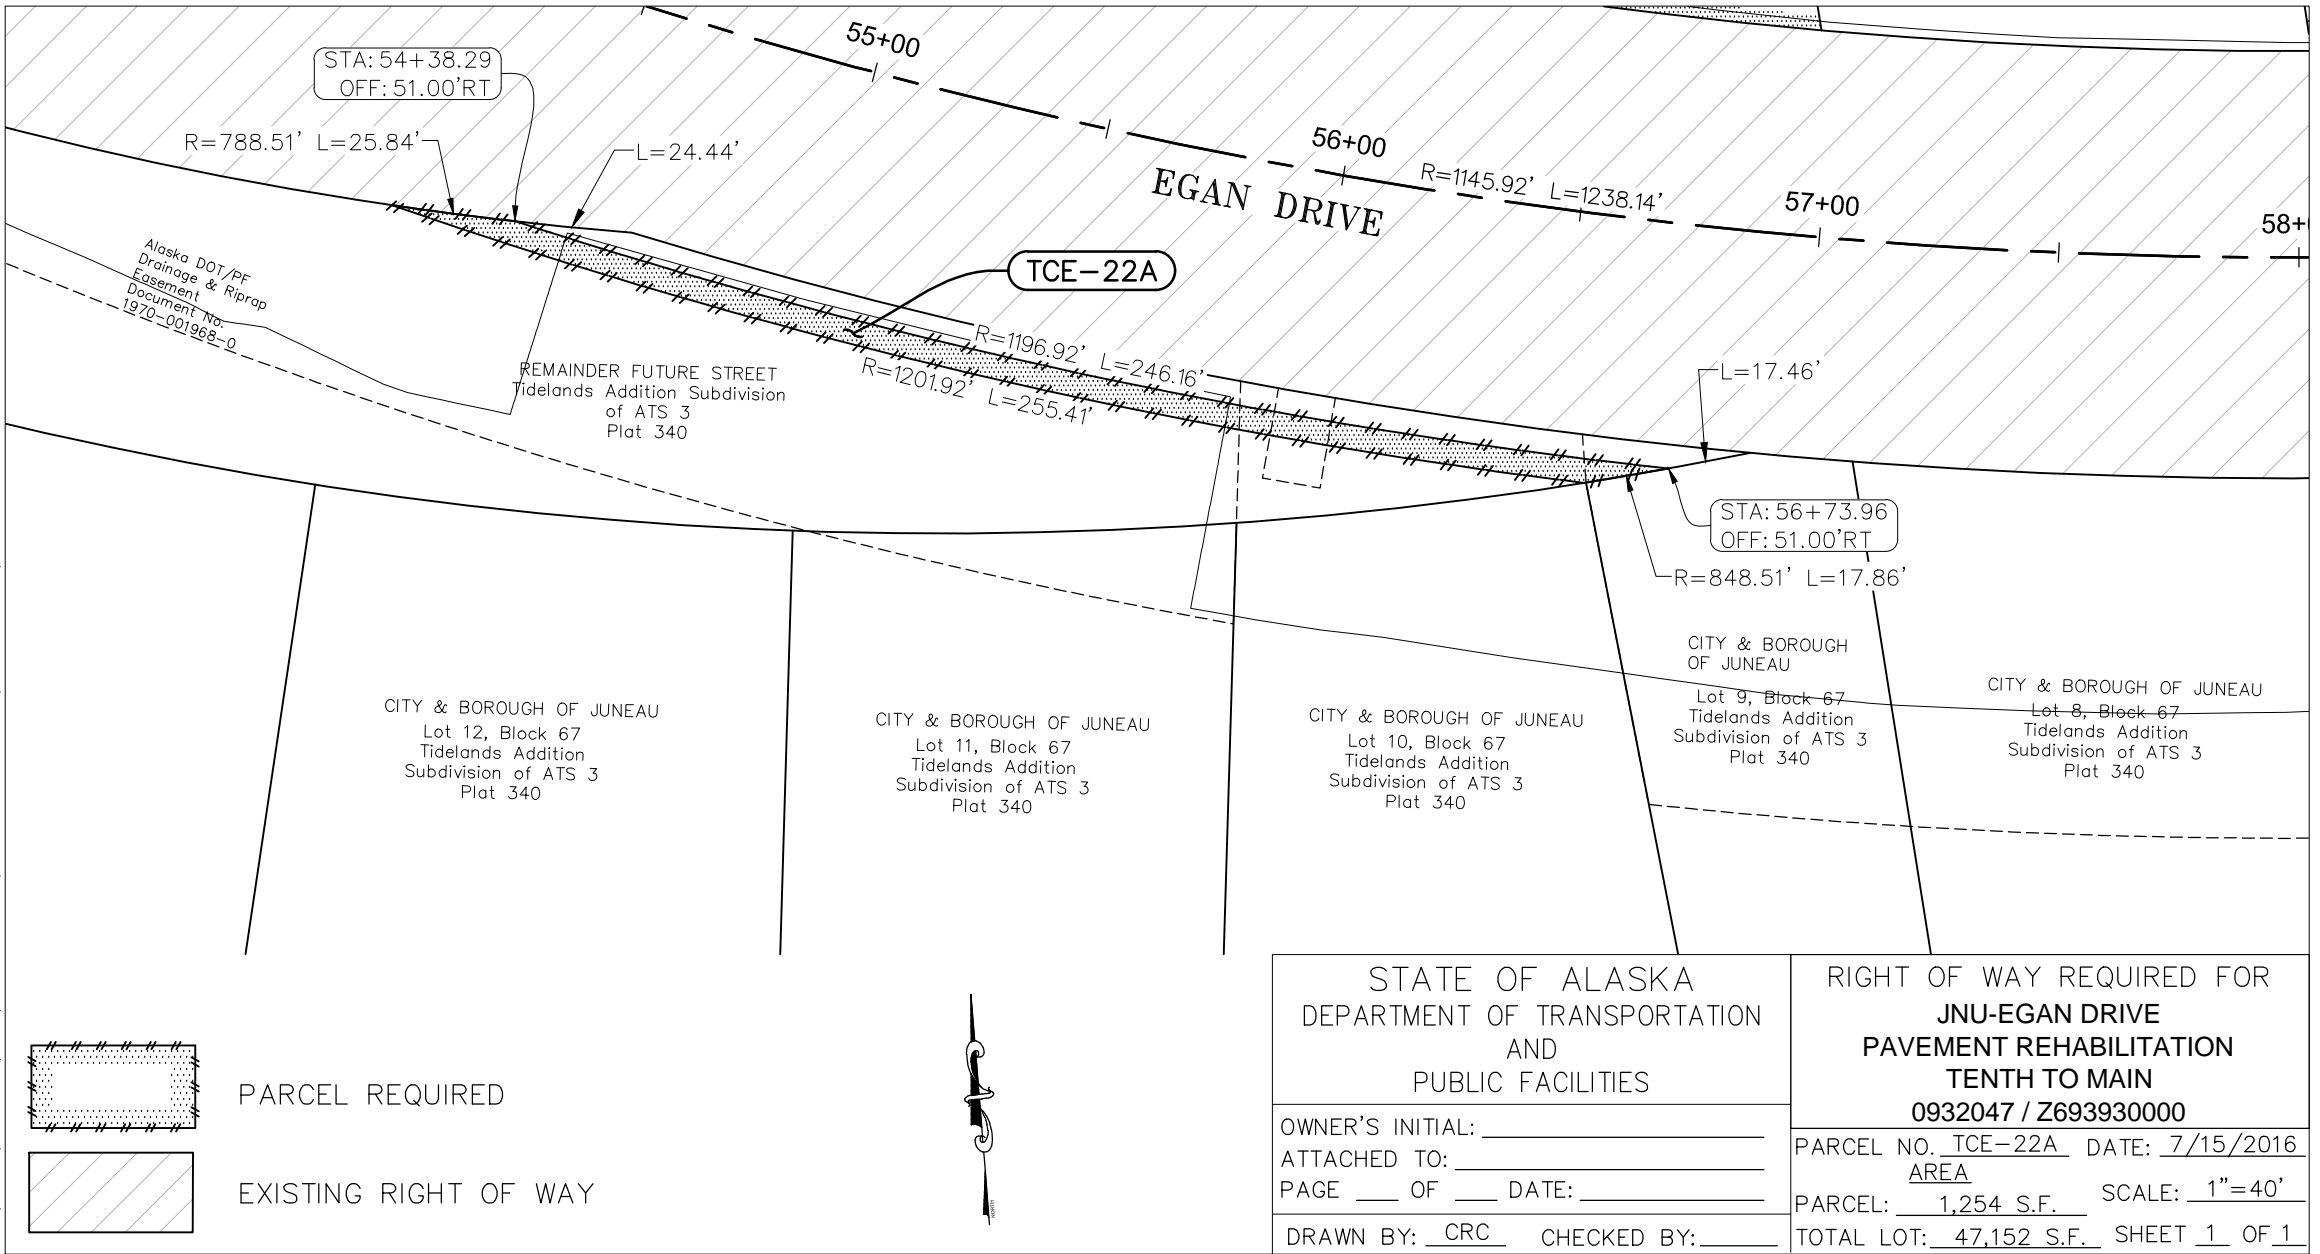 55+00
STA: 54+38.29
OFF: 51.00'RT
R=788.51' L=25.84'
L=24.44'
56+00
R=1145.92' L=1238.14'
EGAN DRIVE
57+00
58+
TCE-22A
Alaska DOT/PF
Drainage & Riprap
Easement
Document No.
1970-001968-0
R=1196.92' L=246.16'
R=1201.92' L=255.41'
L=17.46'
REMAINDER FUTURE STREET
Tidelands Addition Subdivision
of ATS 3
Plat 340
STA: 56+73.96
OFF: 51.00'RT
R=848.51' L=17.86'
CITY & BOROUGH OF JUNEAU
Lot 12, Block 67
Tidelands Addition
Subdivision of ATS 3
Plat 340
CITY & BOROUGH OF JUNEAU
Lot 11, Block 67
Tidelands Addition
Subdivision of ATS 3
Plat 340
CITY & BOROUGH OF JUNEAU
Lot 10, Block 67
Tidelands Addition
Subdivision of ATS 3
Plat 340
CITY & BOROUGH
OF JUNEAU
Lot 9, Block 67
Tidelands Addition
Subdivision of ATS 3
Plat 340
CITY & BOROUGH OF JUNEAU
Lot 8, Block 67
Tidelands Addition
Subdivision of ATS 3
Plat 340
PARCEL REQUIRED
EXISTING RIGHT OF WAY
NORTH
STATE OF ALASKA
DEPARTMENT OF TRANSPORTATION
AND
PUBLIC FACILITIES
OWNER'S INITIAL:
ATTACHED TO:
PAGE OF DATE:
DRAWN BY: CRC CHECKED BY:
RIGHT OF WAY REQUIRED FOR
JNU-EGAN DRIVE
PAVEMENT REHABILITATION
TENTH TO MAIN
0932047 / Z693930000
PARCEL NO. TCE-22A DATE: 7/15/2016
AREA
PARCEL: 1,254 S.F. SCALE: 1"=40'
TOTAL LOT: 47,152 S.F. SHEET 1 OF 1